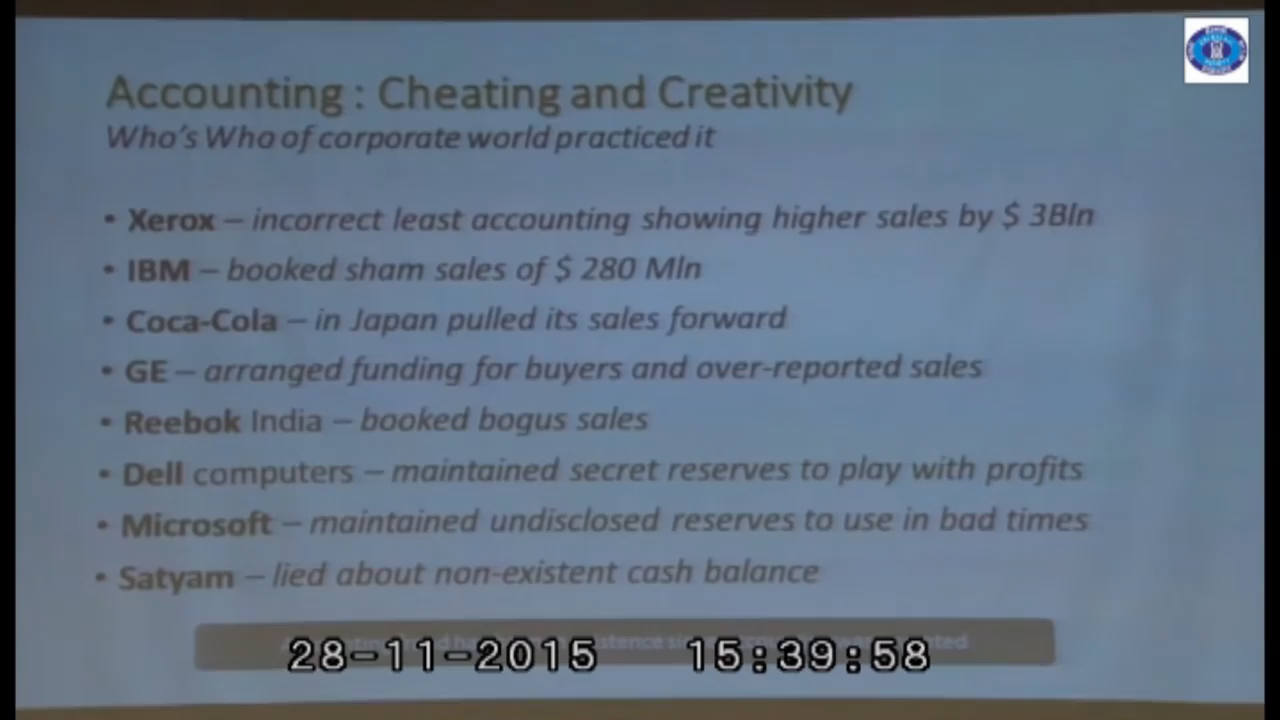 Accounting : Cheating and Creativity
Who's Who of corporate world practiced it
• Xerox – incorrect least accounting showing higher sales by $ 3Bln
• IBM – booked sham sales of $ 280 Mln
• Coca-Cola – in Japan pulled its sales forward
• GE – arranged funding for buyers and over-reported sales
• Reebok India – booked bogus sales
• Dell computers – maintained secret reserves to play with profits
• Microsoft – maintained undisclosed reserves to use in bad times
• Satyam – lied about non-existent cash balance
28-11-2015 15:39:58